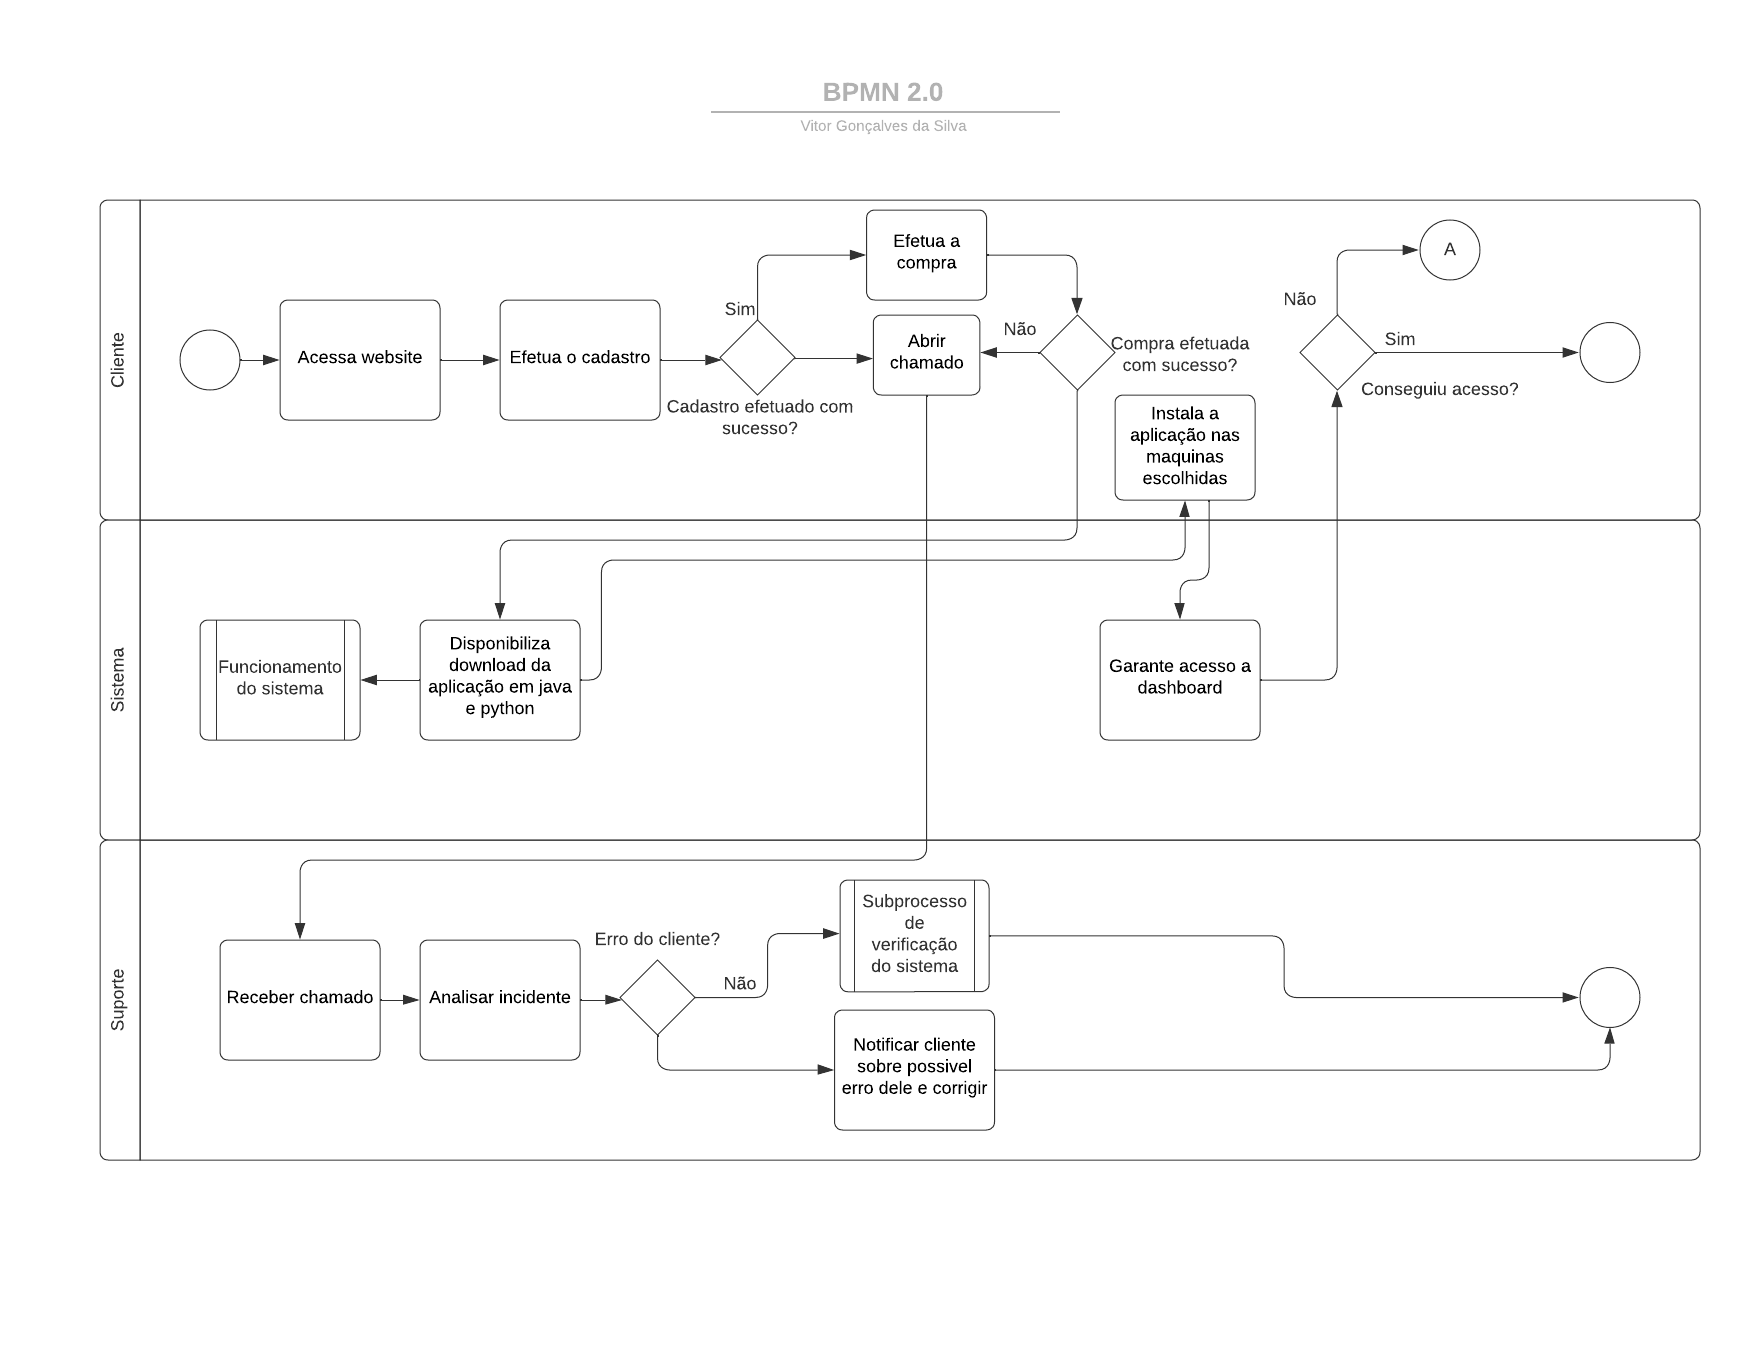 BPMN 2.0
Vitor Gonçalves da Silva
Cliente
Acessa website
Efetua o cadastro
Sim
Cadastro efetuado com
sucesso?
Efetua a
compra
Abrir
chamado
Não
Compra efetuada
com sucesso?
Instala a
aplicação nas
maquinas
escolhidas
Não
A
Sim
Conseguiu acesso?
Sistema
Funcionamento
do sistema
Disponibiliza
download da
aplicação em java
e python
Garante acesso a
dashboard
Suporte
Receber chamado
Analisar incidente
Erro do cliente?
Não
Subprocesso
de
verificação
do sistema
Notificar cliente
sobre possivel
erro dele e corrigir